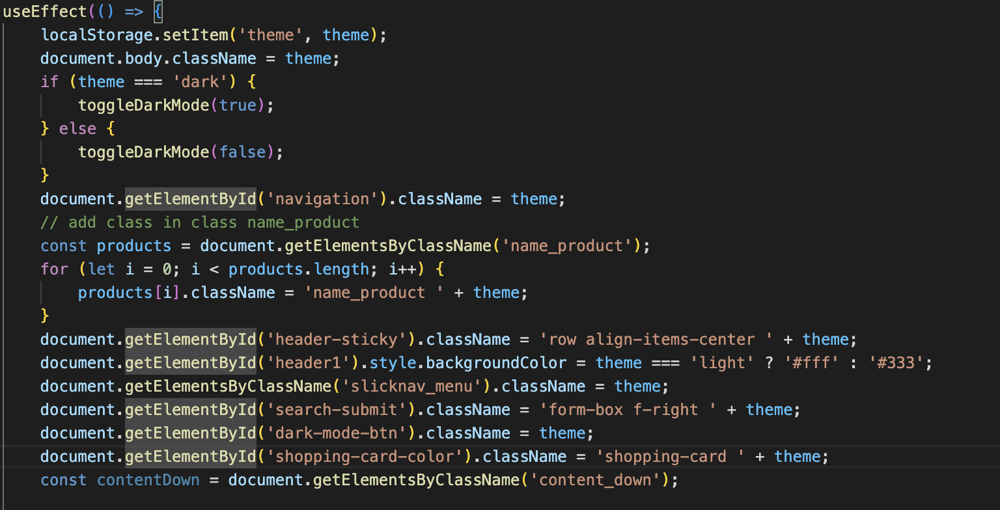 useEffect(() => {
localStorage.setItem('theme', theme);
document.body.className = theme;
if (theme === 'dark') {
toggleDarkMode(true);
} else {
toggleDarkMode(false);
}
document.getElementById('navigation').className = theme;
// add class in class name_product
const products = document.getElementsByClassName('name_product');
for (let i = 0; i < products.length; i++) {
products[i].className = 'name_product ' + theme;
}
document.getElementById('header-sticky').className = 'row align-items-center ' + theme;
document.getElementById('header1').style.backgroundColor = theme === 'light' ? '#fff' : '#333';
document.getElementsByClassName('slicknav_menu').className = theme;
document.getElementById('search-submit').className = 'form-box f-right ' + theme;
document.getElementById('dark-mode-btn').className = theme;
document.getElementById('shopping-card-color').className = 'shopping-card ' + theme;
const contentDown = document.getElementsByClassName('content_down');